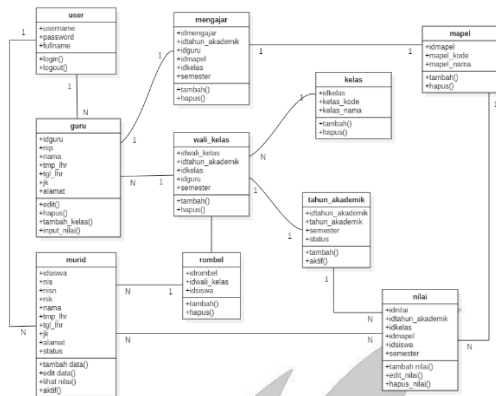 user
+username
+password
+fullname
+login()
+logout()
1
1
N
guru
+idguru
+nip
+nama
+tmp_lhr
+tgl_lhr
+jk
+alamat
+edit()
+hapus()
+tambah_kelas()
+input_nilai()
1
N
mengajar
+idmengajar
+idtahun_akademik
+idguru
+idmapel
+idkelas
+semester
+tambah()
+hapus()
1
1
1
mapel
+idmapel
+mapel_kode
+mapel_nama
+tambah()
+hapus()
1
kelas
+idkelas
+kelas_kode
+kelas_nama
+tambah()
+hapus()
1
wali_kelas
+idwali_kelas
+idtahun_akademik
+idkelas
+idguru
+semester
+tambah()
+hapus()
1
N
1
1
tahun_akademik
+idtahun_akademik
+tahun_akademik
+semester
+status
+tambah()
+aktif()
1
rombel
+idrombel
+idwali_kelas
+idsiswa
+tambah()
+hapus()
1
murid
+idsiswa
+nis
+nisn
+nik
+nama
+tmp_lhr
+tgl_lhr
+jk
+alamat
+status
+tambah data()
+edit data()
+lihat nilai()
+aktif()
N
N
N
nilai
+idnilai
+idtahun_akademik
+idkelas
+idmapel
+idsiswa
+semester
+tambah nilai()
+edit_nilai()
+hapus_nilai()
N
N
N